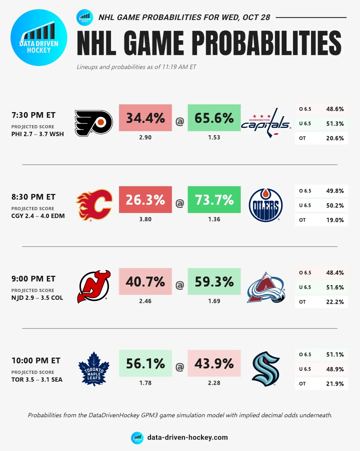 DATA DRIVEN
HOCKEY
NHL GAME PROBABILITIES FOR WED, OCT 28
NHL GAME PROBABILITIES
Lineups and probabilities as of 11:19 AM ET
7:30 PM ET
PROJECTED SCORE
PHI 2.7 – 3.7 WSH
34.4% @ 65.6%
2.90 1.53
capitals
O 6.5 48.6%
U 6.5 51.3%
OT 20.6%
8:30 PM ET
PROJECTED SCORE
CGY 2.4 – 4.0 EDM
26.3% @ 73.7%
3.80 1.36
OILERS
O 6.5 49.8%
U 6.5 50.2%
OT 19.0%
9:00 PM ET
PROJECTED SCORE
NJD 2.9 – 3.5 COL
40.7% @ 59.3%
2.46 1.69
O 6.5 48.4%
U 6.5 51.6%
OT 22.2%
10:00 PM ET
PROJECTED SCORE
TOR 3.5 – 3.1 SEA
TORONTO
MAPLE
LEAFS
56.1% @ 43.9%
1.78 2.28
O 6.5 51.1%
U 6.5 48.9%
OT 21.9%
Probabilities from the DataDrivenHockey GPM3 game simulation model with implied decimal odds underneath.
data-driven-hockey.com